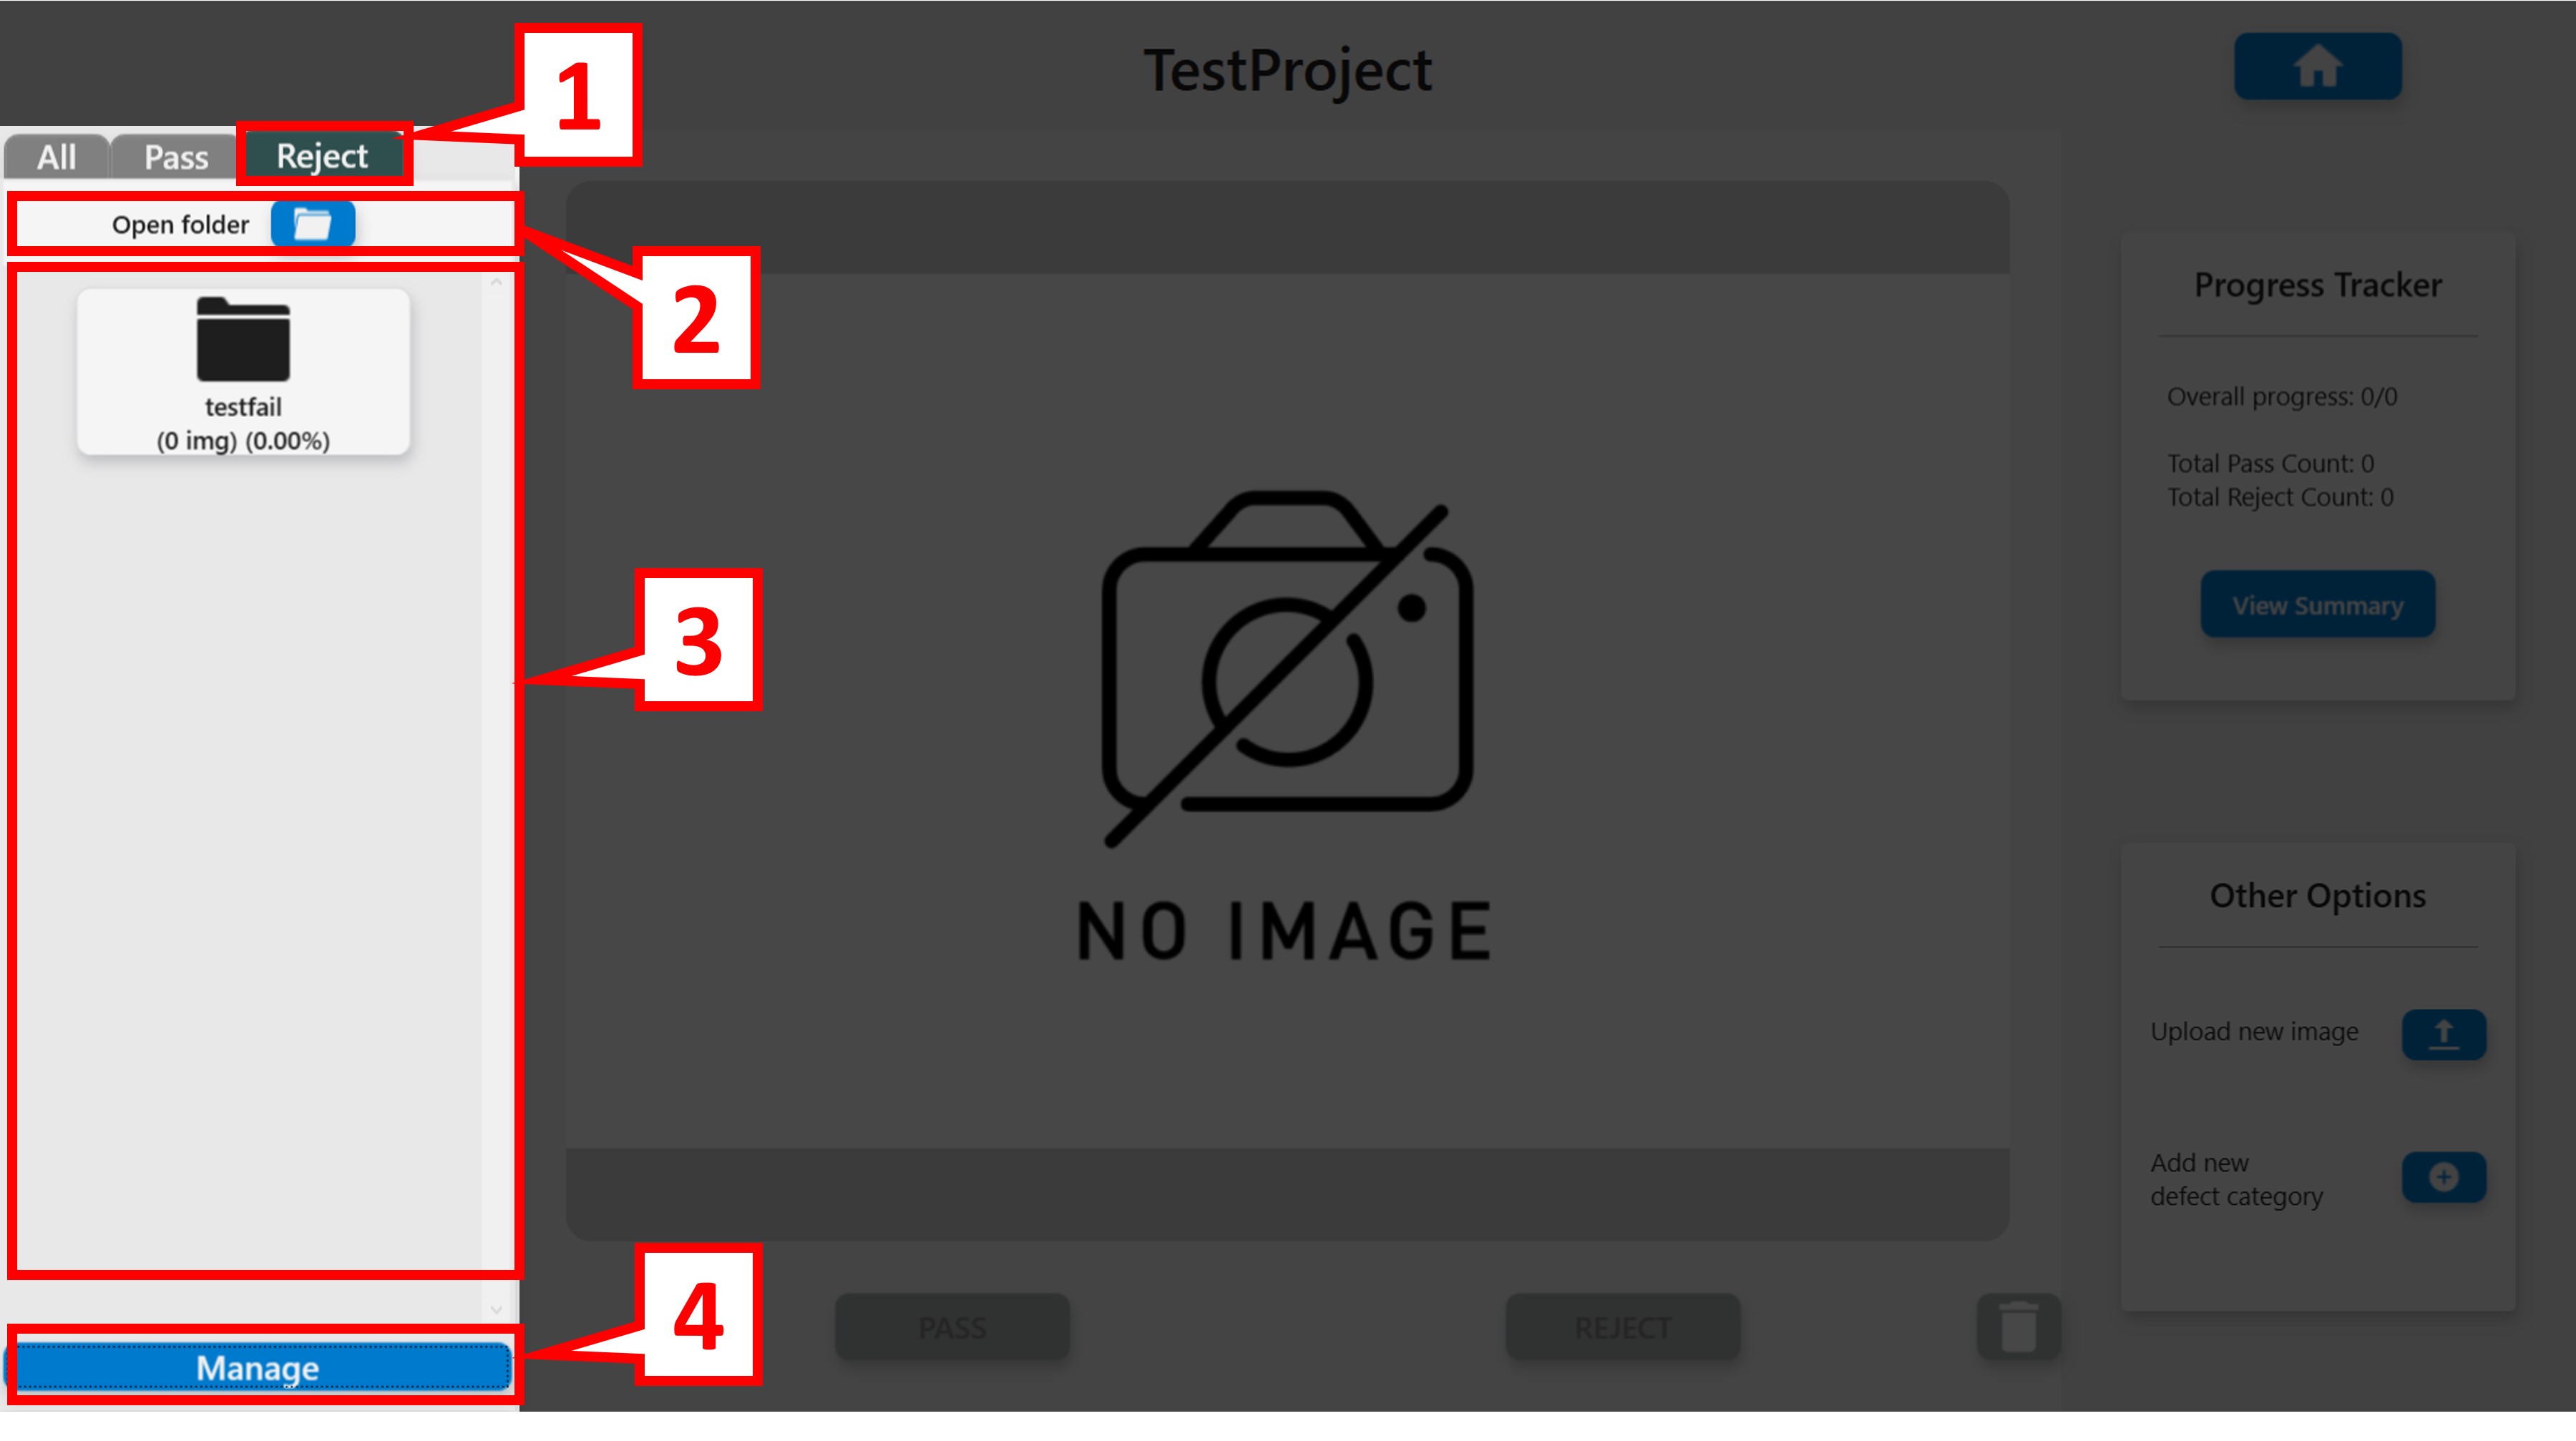 TestProject
1
All
Pass
Reject
Open folder
2
testfail
(0 img) (0.00%)
3
Manage
4
NO IMAGE
PASS
REJECT
Progress Tracker
Overall progress: 0/0
Total Pass Count: 0
Total Reject Count: 0
View Summary
Other Options
Upload new image
Add new
defect category